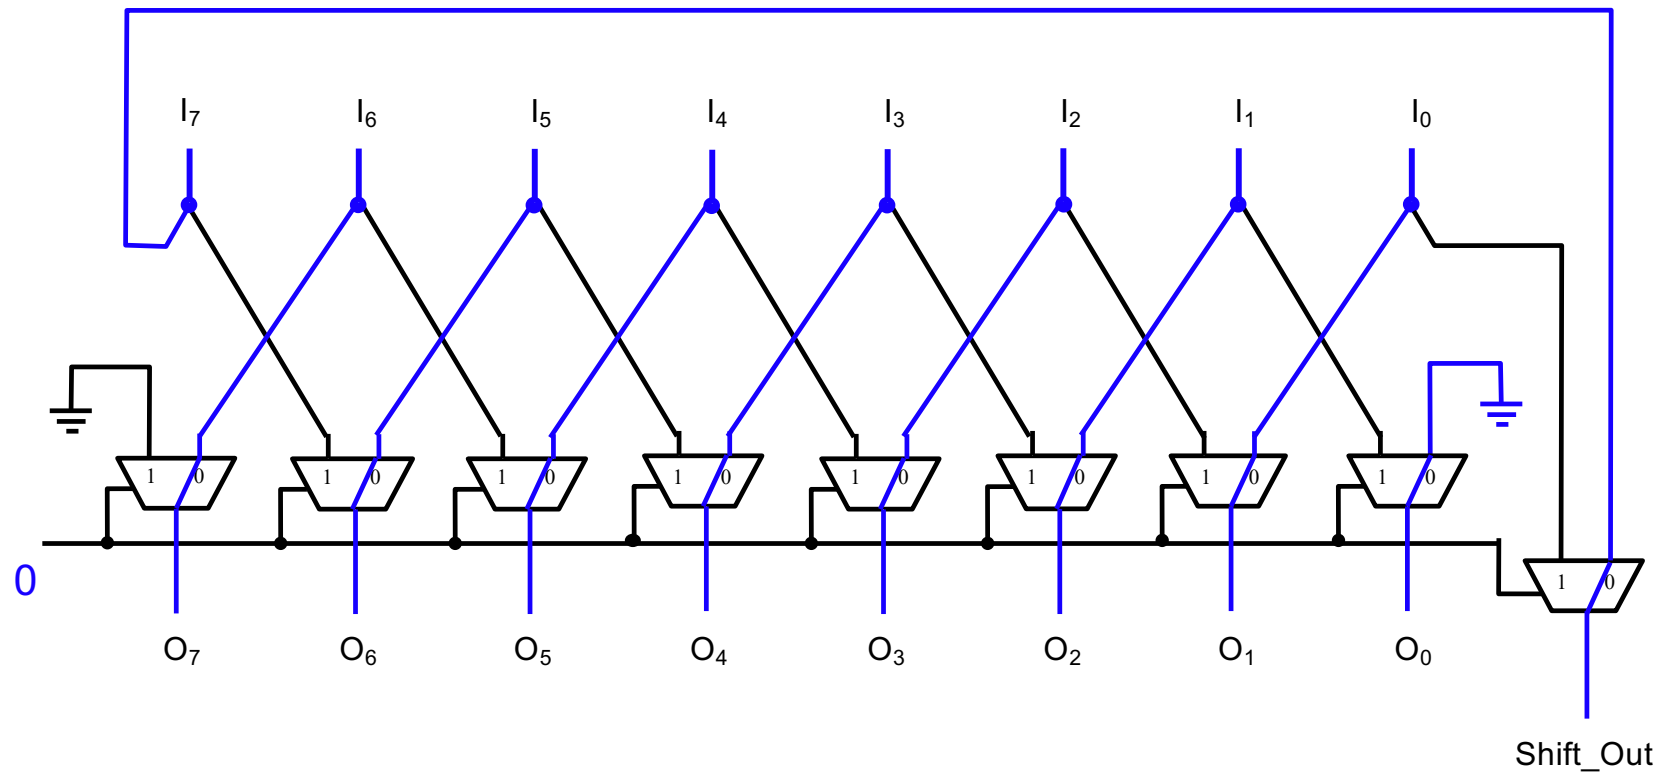 I₇ I₆ I₅ I₄ I₃ I₂ I₁ I₀
1 0 1 0 1 0 1 0 1 0 1 0 1 0 1 0
0 1 0
O₇ O₆ O₅ O₄ O₃ O₂ O₁ O₀
Shift_Out